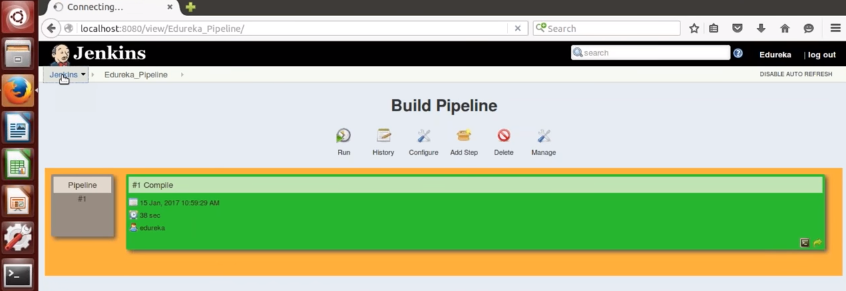 Connecting...
localhost:8080/view/Edureka_Pipeline/
Search
Jenkins
search
Edureka
| log out
Jenkins
Edureka_Pipeline
DISABLE AUTO REFRESH
Build Pipeline
Run
History
Configure
Add Step
Delete
Manage
Pipeline
#1
#1 Compile
15 Jan, 2017 10:59:29 AM
38 sec
edureka